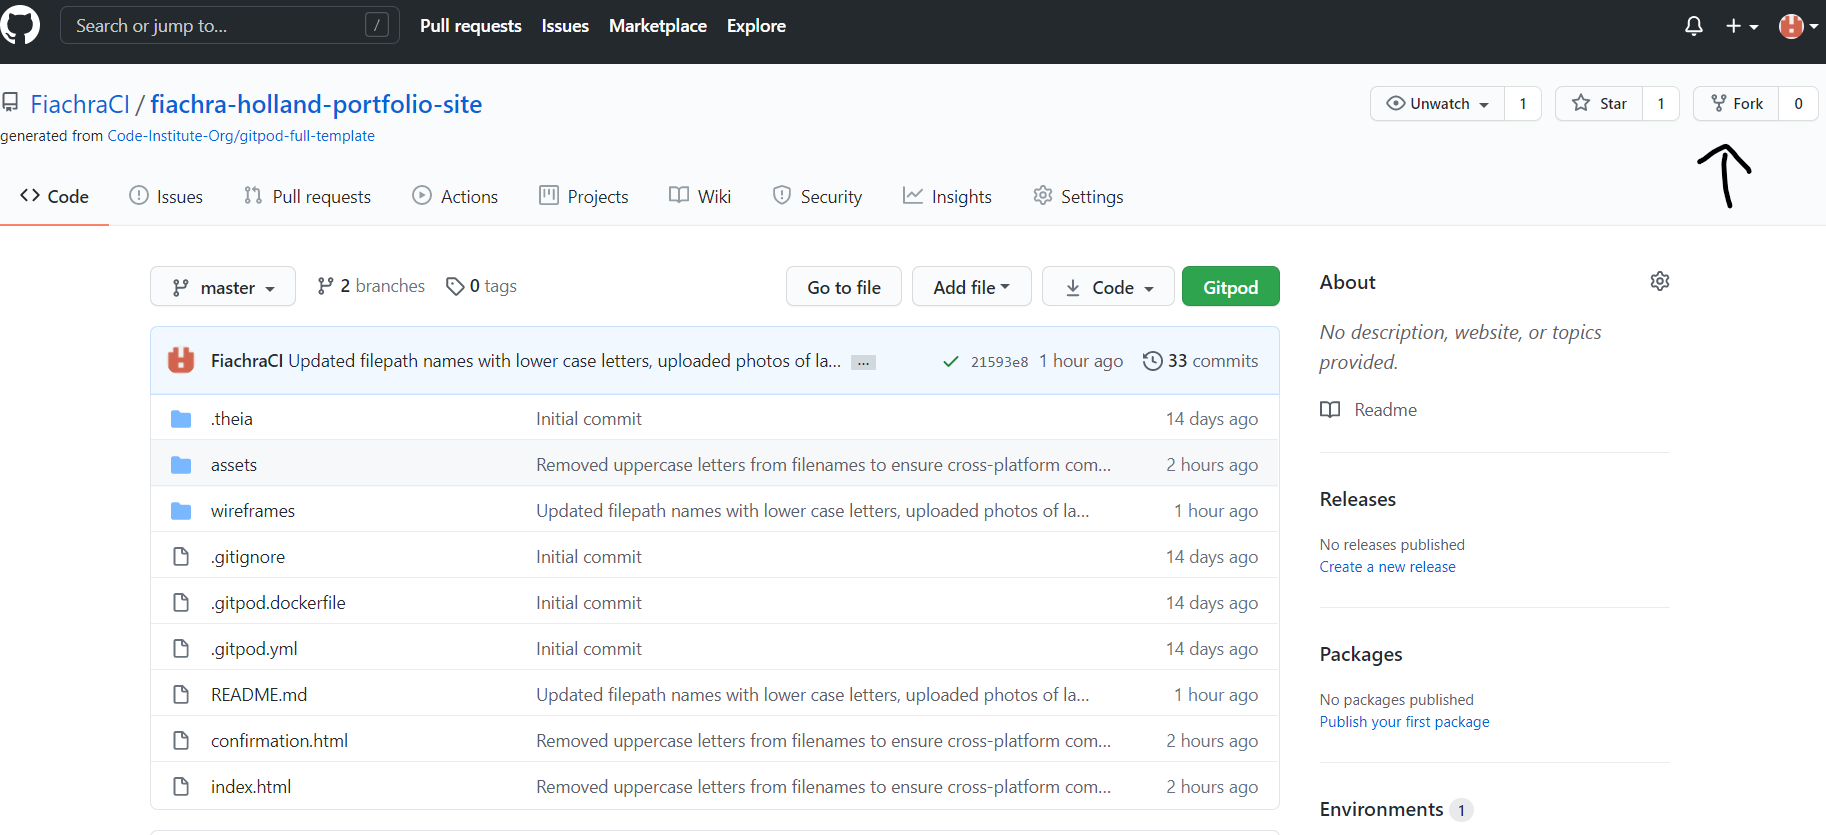 Search or jump to... /
Pull requests Issues Marketplace Explore
FiachraCI / fiachra-holland-portfolio-site
generated from Code-Institute-Org/gitpod-full-template
Unwatch 1 Star 1 Fork 0
Code Issues Pull requests Actions Projects Wiki Security Insights Settings
master 2 branches 0 tags Go to file Add file Code Gitpod
FiachraCI Updated filepath names with lower case letters, uploaded photos of la... ... 21593e8 1 hour ago 33 commits
.theia Initial commit 14 days ago
assets Removed uppercase letters from filenames to ensure cross-platform com... 2 hours ago
wireframes Updated filepath names with lower case letters, uploaded photos of la... 1 hour ago
.gitignore Initial commit 14 days ago
.gitpod.dockerfile Initial commit 14 days ago
.gitpod.yml Initial commit 14 days ago
README.md Updated filepath names with lower case letters, uploaded photos of la... 1 hour ago
confirmation.html Removed uppercase letters from filenames to ensure cross-platform com... 2 hours ago
index.html Removed uppercase letters from filenames to ensure cross-platform com... 2 hours ago
About
No description, website, or topics
provided.
Readme
Releases
No releases published
Create a new release
Packages
No packages published
Publish your first package
Environments 1